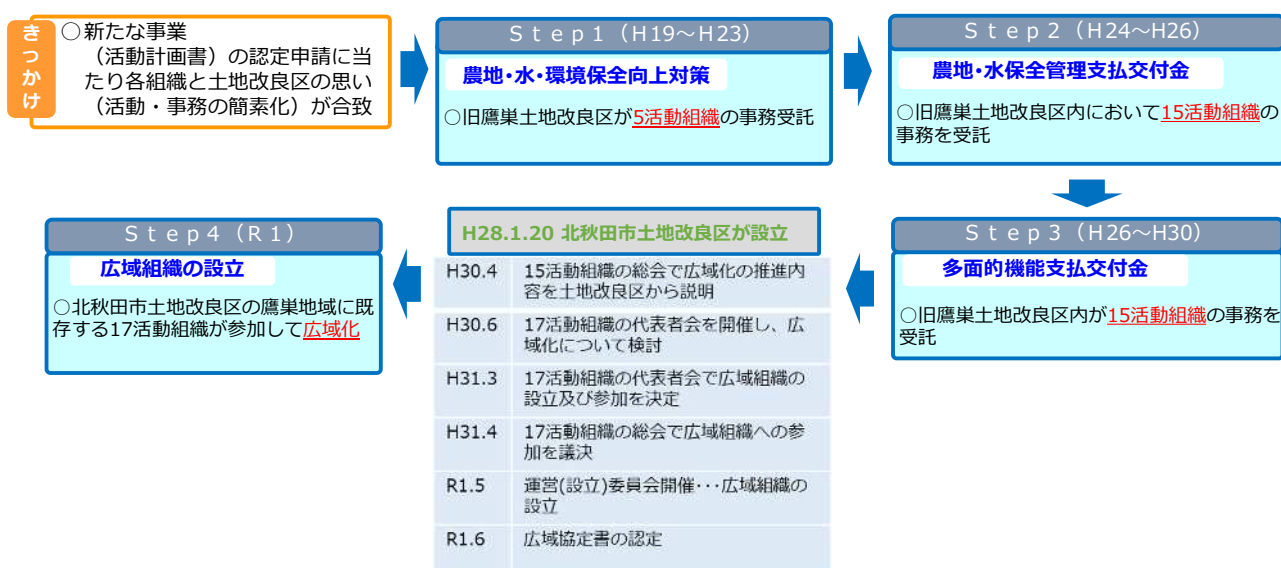 きっかけ
○新たな事業
（活動計画書）の認定申請に当
たり各組織と土地改良区の思い
（活動・事務の簡素化）が合致
Ｓｔｅｐ１（H19～H23）
農地・水・環境保全向上対策
○旧鷹巣土地改良区が5活動組織の事務受託
Ｓｔｅｐ２（H24～H26）
農地・水保全管理支払交付金
○旧鷹巣土地改良区内において15活動組織の
事務を受託
Ｓｔｅｐ３（H26～H30）
多面的機能支払交付金
○旧鷹巣土地改良区内が15活動組織の事務を
受託
H28.1.20 北秋田市土地改良区が設立
H30.4 15活動組織の総会で広域化の推進内
容を土地改良区から説明
H30.6 17活動組織の代表者会を開催し、広
域化について検討
H31.3 17活動組織の代表者会で広域組織の
設立及び参加を決定
H31.4 17活動組織の総会で広域組織への参
加を議決
R1.5 運営(設立)委員会開催･･･広域組織の
設立
R1.6 広域協定書の認定
Ｓｔｅｐ４（R１）
広域組織の設立
○北秋田市土地改良区の鷹巣地域に既
存する17活動組織が参加して広域化